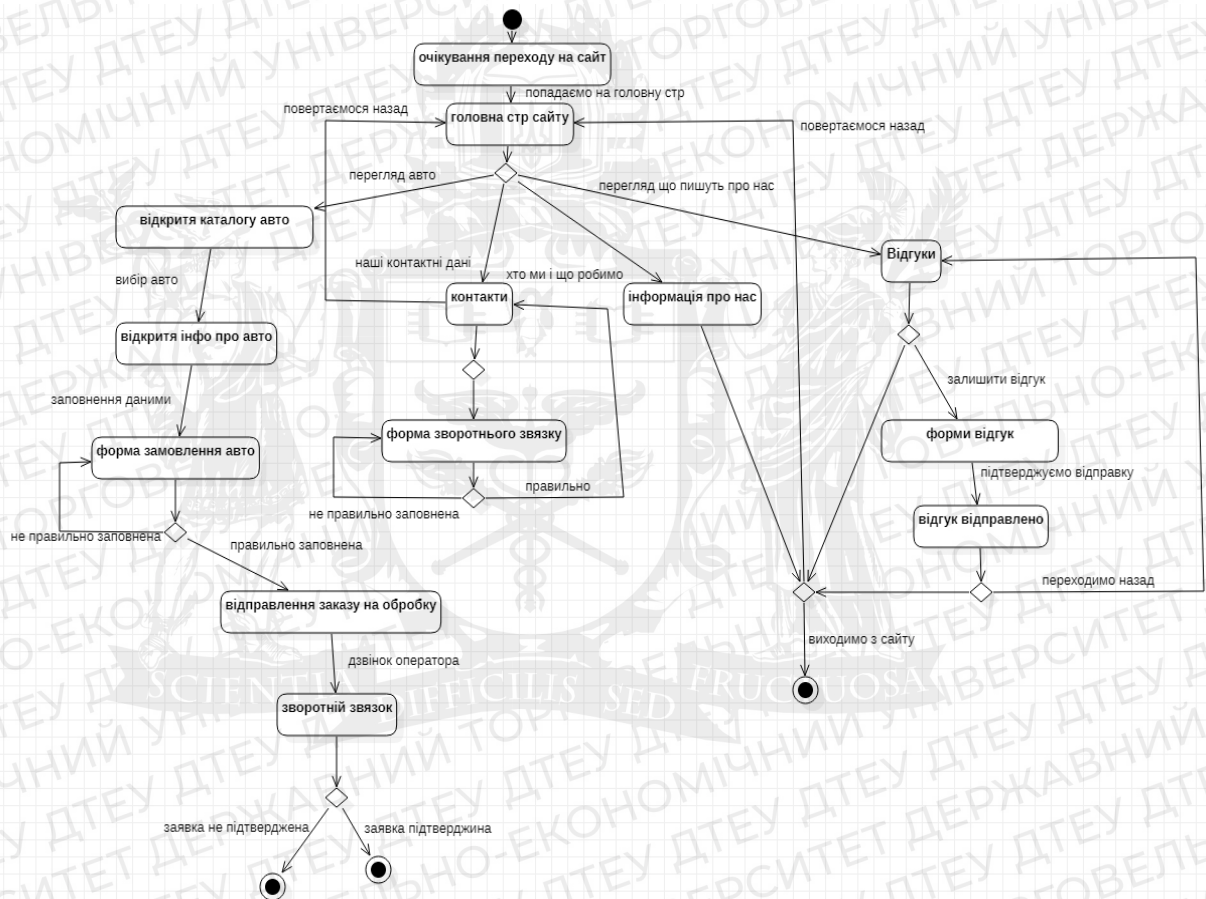 очікування переходу на сайт
попадаємо на головну стр
повертаємося назад
головна стр сайту
повертаємося назад
перегляд авто
перегляд що пишуть про нас
відкритя каталогу авто
Відгуки
наші контактні дані
хто ми і що робимо
вибір авто
контакти
інформація про нас
відкритя інфо про авто
залишити відгук
заповнення даними
форма зворотнього звязку
форми відгук
форма замовлення авто
підтверджуємо відправку
правильно
не правильно заповнена
відгук відправлено
не правильно заповнена
правильно заповнена
переходимо назад
відправлення заказу на обробку
виходимо з сайту
дзвінок оператора
SCIENTI DIFFICILIS SED FRUCTUOSA
зворотній звязок
заявка не підтверджена
заявка підтверджина